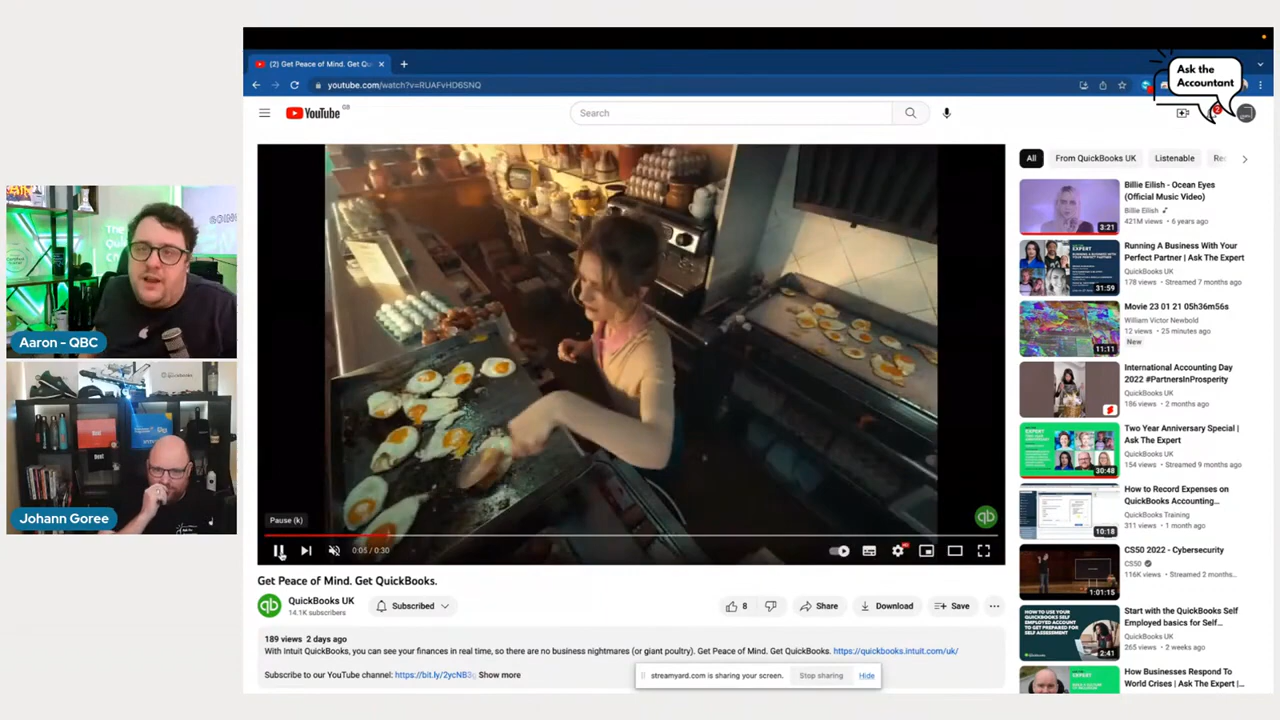 (2) Get Peace of Mind. Get Qu
youtube.com/watch?v=RUAFvHD6SNQ
Ask the
Accountant
YouTube GB
Search
2
All
From QuickBooks UK
Listenable
Billie Eilish - Ocean Eyes
(Official Music Video)
Billie Eilish
421M views • 6 years ago
3:21
Running A Business With Your
Perfect Partner | Ask The Expert
QuickBooks UK
178 views • Streamed 7 months ago
31:59
Movie 23 01 21 05h36m56s
William Victor Newbold
12 views • 25 minutes ago
New
11:11
International Accounting Day
2022 #PartnersInProsperity
QuickBooks UK
186 views • 2 months ago
Two Year Anniversary Special |
Ask The Expert
QuickBooks UK
154 views • Streamed 9 months ago
30:48
How to Record Expenses on
QuickBooks Accounting...
QuickBooks Training
311 views • 1 month ago
10:18
CS50 2022 - Cybersecurity
CS50
116K views • Streamed 2 months...
1:01:15
Start with the QuickBooks Self
Employed basics for Self...
QuickBooks UK
265 views • 2 weeks ago
2:41
How Businesses Respond To
World Crises | Ask The Expert |...
Aaron - QBC
Johann Goree
Pause (k)
qb
0:05 / 0:30
Get Peace of Mind. Get QuickBooks.
qb
QuickBooks UK
14.1K subscribers
Subscribed
8
Share
Download
Save
189 views 2 days ago
With Intuit QuickBooks, you can see your finances in real time, so there are no business nightmares (or giant poultry). Get Peace of Mind. Get QuickBooks. https://quickbooks.intuit.com/uk/
Subscribe to our YouTube channel: https://bit.ly/2ycNB3g Show more
streamyard.com is sharing your screen.
Stop sharing
Hide